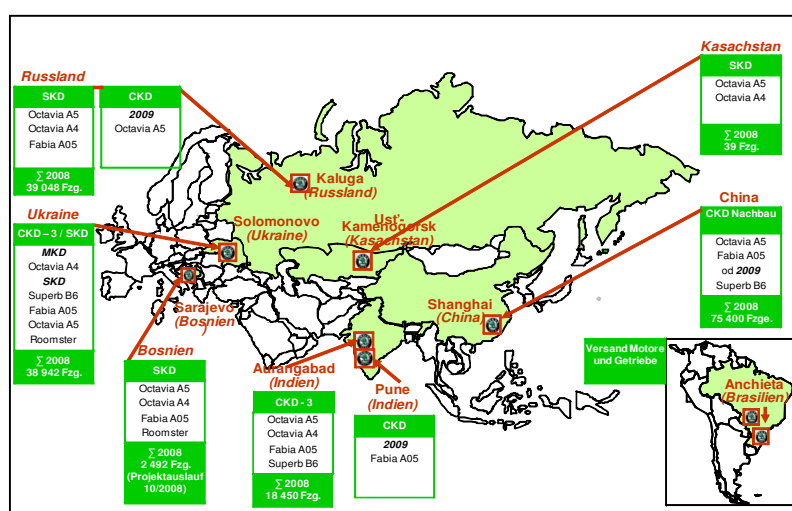 Russland
SKD
Octavia A5
Octavia A4
Fabia A05
∑ 2008
39 048 Fzg.
CKD
2009
Octavia A5
Kasachstan
SKD
Octavia A5
Octavia A4
∑ 2008
39 Fzg.
Kaluga
(Russland)
Ukraine
CKD – 3 / SKD
MKD
Octavia A4
SKD
Superb B6
Fabia A05
Octavia A5
Roomster
∑ 2008
38 942 Fzg.
Solomonovo
(Ukraine)
Ust'-
Kamenogorsk
(Kasachstan)
China
CKD Nachbau
Octavia A5
Fabia A05
od 2009
Superb B6
∑ 2008
75 400 Fzge.
Sarajevo
(Bosnien
Shanghai
(China)
Bosnien
SKD
Octavia A5
Octavia A4
Fabia A05
Roomster
∑ 2008
2 492 Fzg.
(Projektauslauf
10/2008)
Aurangabad
(Indien)
CKD - 3
Octavia A5
Octavia A4
Fabia A05
Superb B6
∑ 2008
18 450 Fzg.
Pune
(Indien)
CKD
2009
Fabia A05
Versand Motore
und Getriebe
Anchieta
(Brasilien)